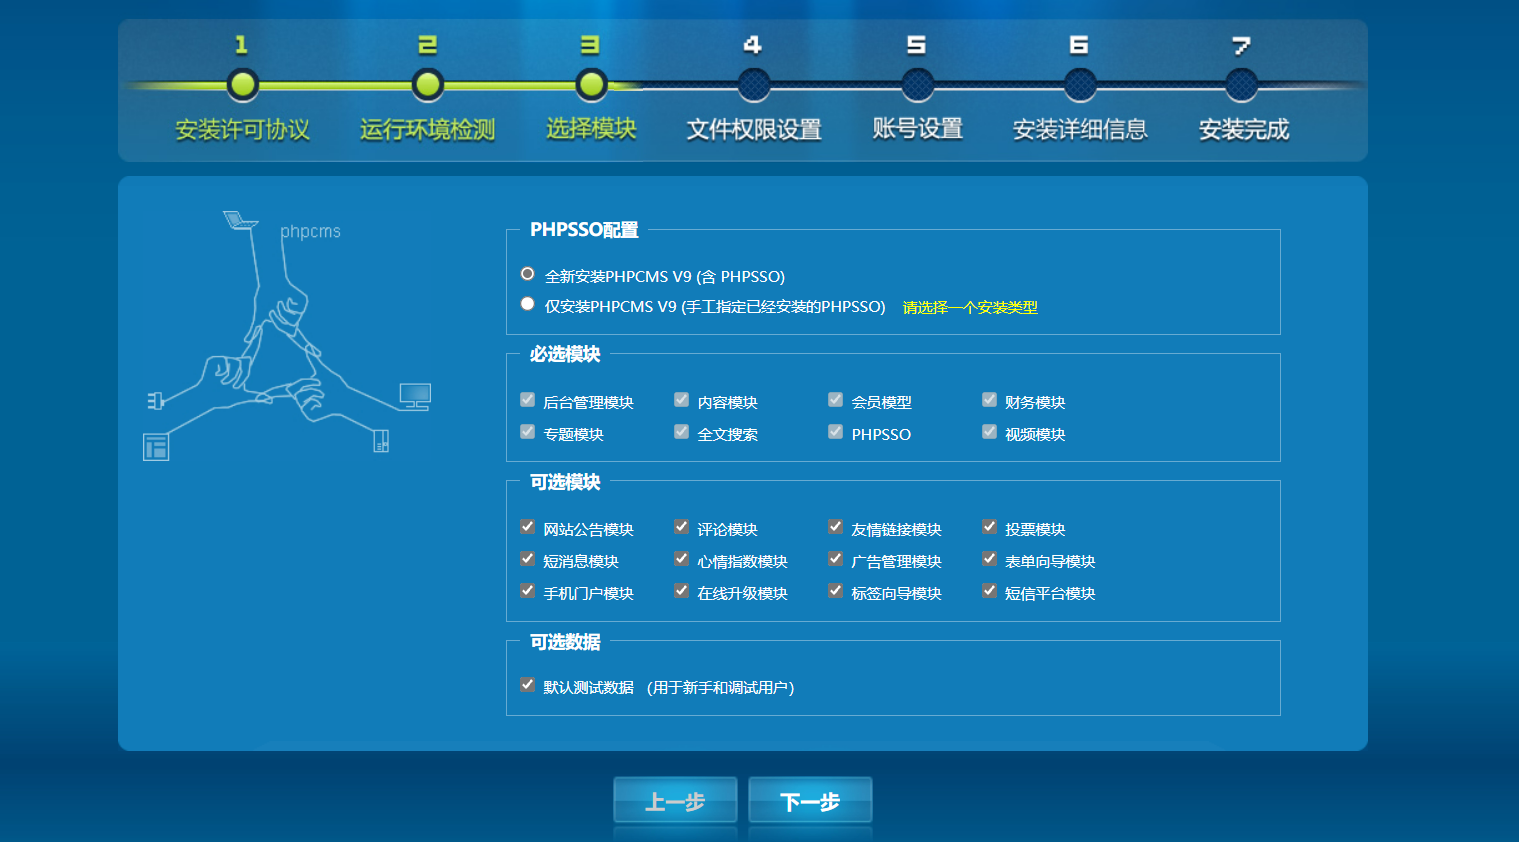 1 2 3 4 5 6 7
安装许可协议 运行环境检测 选择模块 文件权限设置 账号设置 安装详细信息 安装完成
phpcms
PHPSSO配置
全新安装PHPCMS V9 (含 PHPSSO)
仅安装PHPCMS V9 (手工指定已经安装的PHPSSO) 请选择一个安装类型
必选模块
后台管理模块 内容模块 会员模型 财务模块
专题模块 全文搜索 PHPSSO 视频模块
可选模块
网站公告模块 评论模块 友情链接模块 投票模块
短消息模块 心情指数模块 广告管理模块 表单向导模块
手机门户模块 在线升级模块 标签向导模块 短信平台模块
可选数据
默认测试数据 (用于新手和调试用户)
上一步 下一步